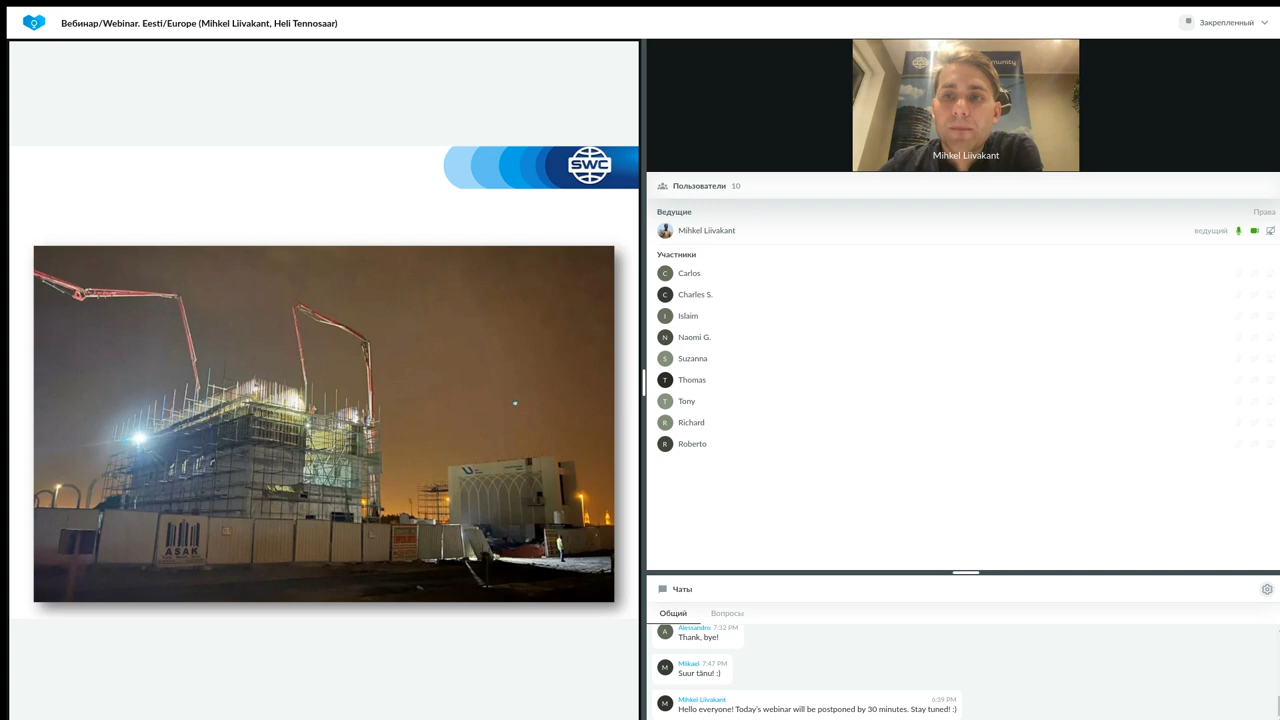 Вебинар/Webinar. Eesti/Europe (Mihkel Liivakant, Heli Tennosaar)
Закрепленный
SWC
ASAK
munity
Mihkel Liivakant
Пользователи 10
Ведущие
Права
Mihkel Liivakant
ведущий
Участники
C Carlos
C Charles S.
I Islaim
N Naomi G.
S Suzanna
T Thomas
T Tony
R Richard
R Roberto
Чаты
Общий Вопросы
A Alessandro 7:32 PM
Thank, bye!
M Miikael 7:47 PM
Suur tänu! :)
M Mihkel Liivakant 6:39 PM
Hello everyone! Today's webinar will be postponed by 30 minutes. Stay tuned! :)